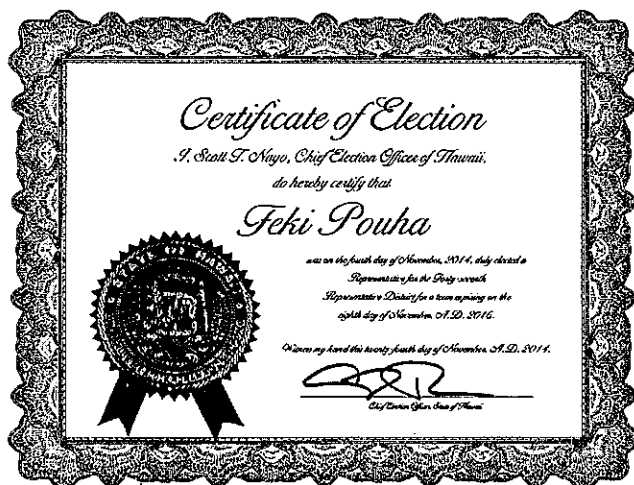 Certificate of Election
I, Scott T. Nago, Chief Election Officer of Hawaii,
do hereby certify that
Feki Pouha
was on the fourth day of November, 2014, duly elected a
Representative for the Forty-seventh
Representative District for a term expiring on the
eighth day of November, A.D. 2016.
Witness my hand this twenty-fourth day of November, A.D. 2014.
Chief Election Officer, State of Hawaii
STATE OF HAWAII